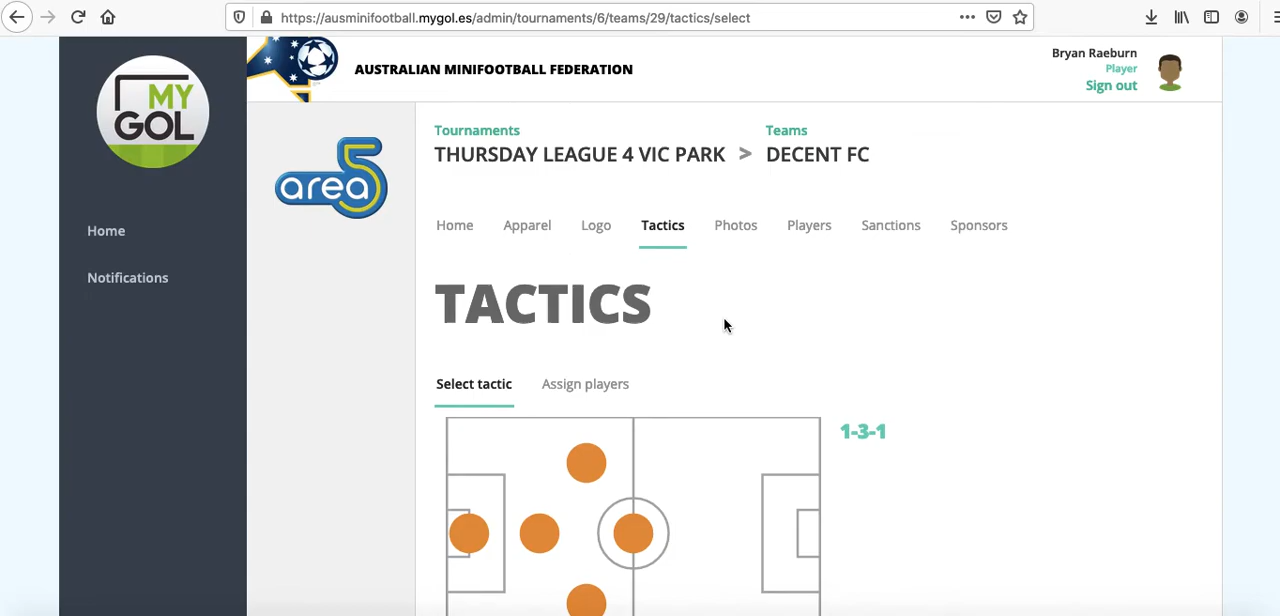 https://ausminifootball.mygol.es/admin/tournaments/6/teams/29/tactics/select
MY
GOL
AUSTRALIAN MINIFOOTBALL FEDERATION
Bryan Raeburn
Player
Sign out
area 5
Home
Notifications
Tournaments
Teams
THURSDAY LEAGUE 4 VIC PARK > DECENT FC
Home Apparel Logo Tactics Photos Players Sanctions Sponsors
TACTICS
Select tactic Assign players
1-3-1